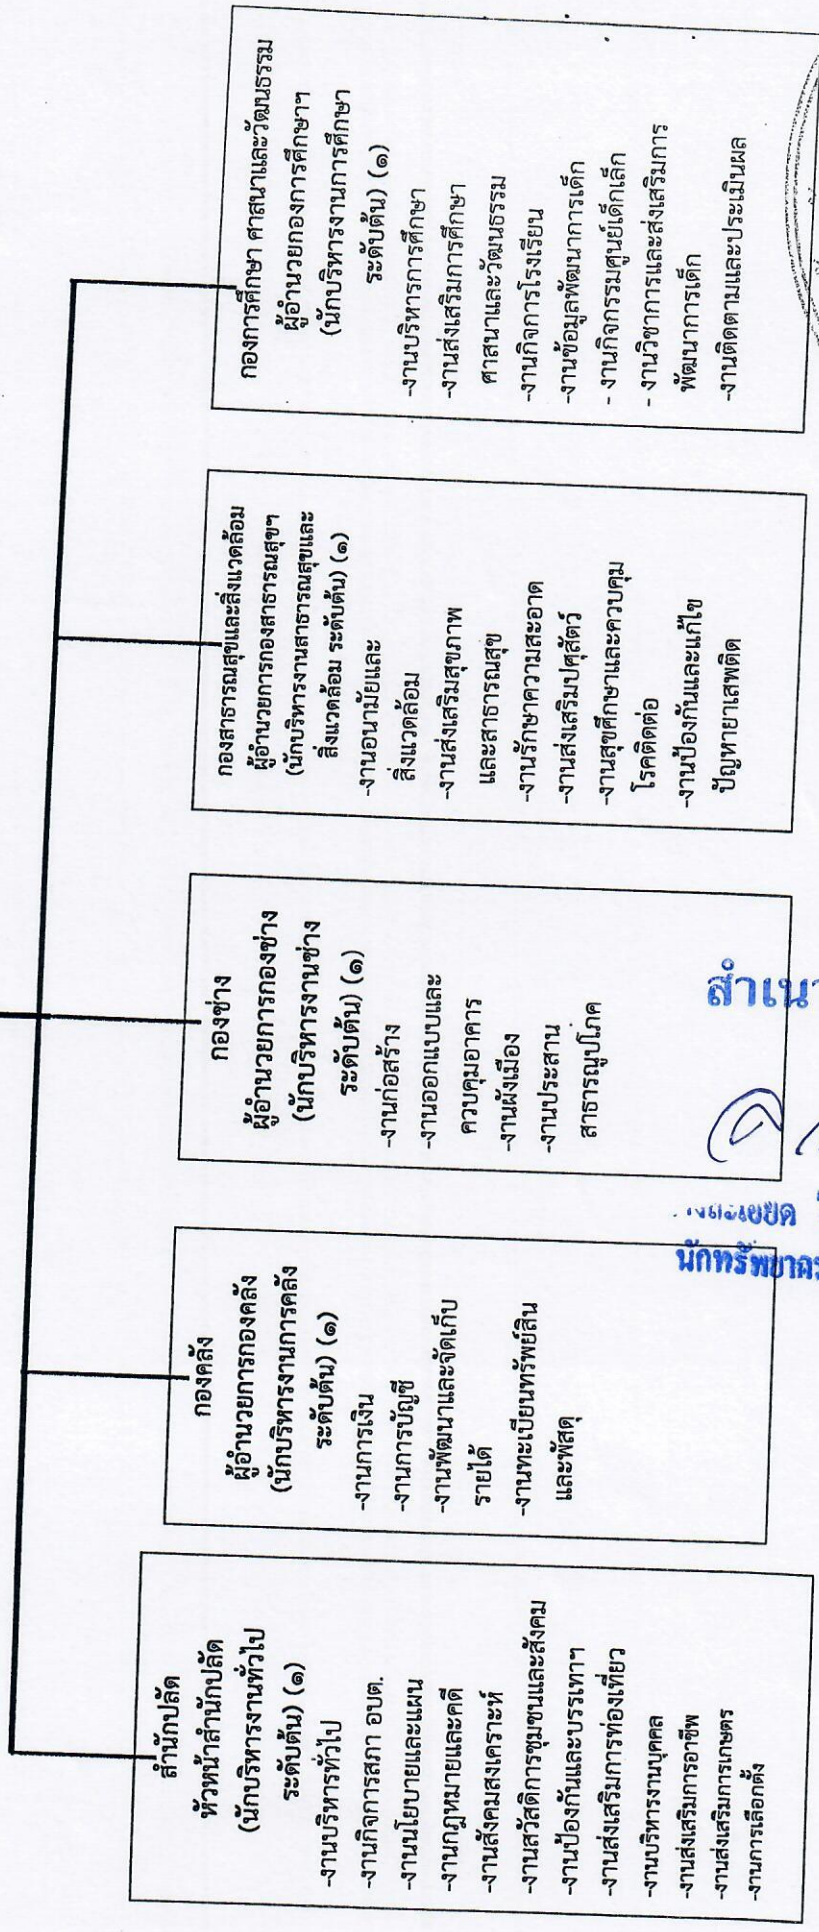 สำนักปลัด
หัวหน้าสำนักปลัด
(นักบริหารงานทั่วไป
ระดับต้น) (๑)
-งานบริหารทั่วไป
-งานกิจการสภา อบต.
-งานนโยบายและแผน
-งานกฎหมายและคดี
-งานสังคมสงเคราะห์
-งานสวัสดิการชุมชนและสังคม
-งานป้องกันและบรรเทาฯ
-งานส่งเสริมการท่องเที่ยว
-งานบริหารงานบุคคล
-งานส่งเสริมการอาชีพ
-งานส่งเสริมการเกษตร
-งานการเลือกตั้ง
กองคลัง
ผู้อำนวยการกองคลัง
(นักบริหารงานการคลัง
ระดับต้น) (๑)
-งานการเงิน
-งานการบัญชี
-งานพัฒนาและจัดเก็บ
รายได้
-งานทะเบียนทรัพย์สิน
และพัสดุ
กองช่าง
ผู้อำนวยการกองช่าง
(นักบริหารงานช่าง
ระดับต้น) (๑)
-งานก่อสร้าง
-งานออกแบบและ
ควบคุมอาคาร
-งานผังเมือง
-งานประสาน
สาธารณูปโภค
กองสาธารณสุขและสิ่งแวดล้อม
ผู้อำนวยการกองสาธารณสุขฯ
(นักบริหารงานสาธารณสุขและ
สิ่งแวดล้อม ระดับต้น) (๑)
-งานอนามัยและ
สิ่งแวดล้อม
-งานส่งเสริมสุขภาพ
และสาธารณสุข
-งานรักษาความสะอาด
-งานส่งเสริมปศุสัตว์
-งานสุขศึกษาและควบคุม
โรคติดต่อ
-งานป้องกันและแก้ไข
ปัญหายาเสพติด
กองการศึกษา ศาสนาและวัฒนธรรม
ผู้อำนวยกองการศึกษาฯ
(นักบริหารงานการศึกษา
ระดับต้น) (๑)
-งานบริหารการศึกษา
-งานส่งเสริมการศึกษา
ศาสนาและวัฒนธรรม
-งานกิจการโรงเรียน
-งานข้อมูลพัฒนาการเด็ก
- งานกิจกรรมศูนย์เด็กเล็ก
- งานวิชาการและส่งเสริมการ
พัฒนาการเด็ก
-งานติดตามและประเมินผล
สำเนา
นักทรัพยากร